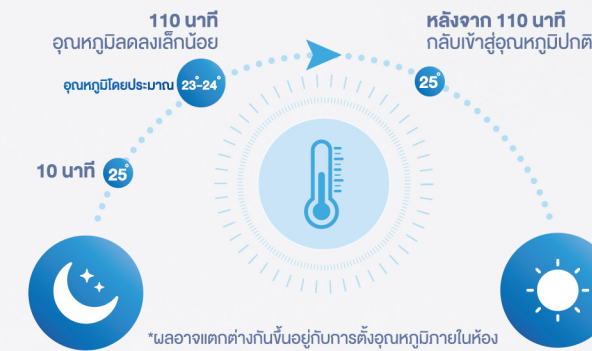 110 นาที
อุณหภูมิลดลงเล็กน้อย
อุณหภูมิโดยประมาณ 23-24°
10 นาที 25°
หลังจาก 110 นาที
กลับเข้าสู่อุณหภูมิปกติ
25°
*ผลอาจแตกต่างกันขึ้นอยู่กับการตั้งอุณหภูมิภายในห้อง